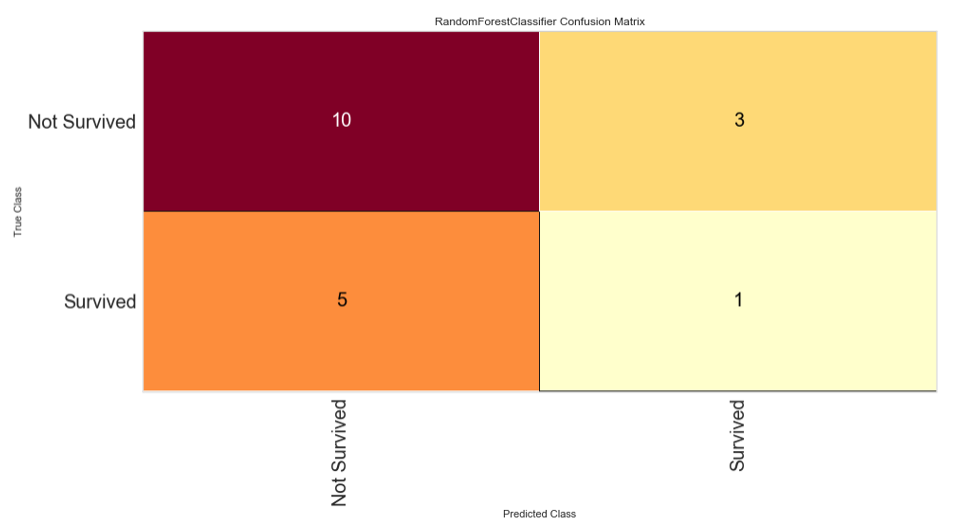 RandomForestClassifier Confusion Matrix
Not Survived
10
3
True Class
Survived
5
1
Not Survived
Survived
Predicted Class